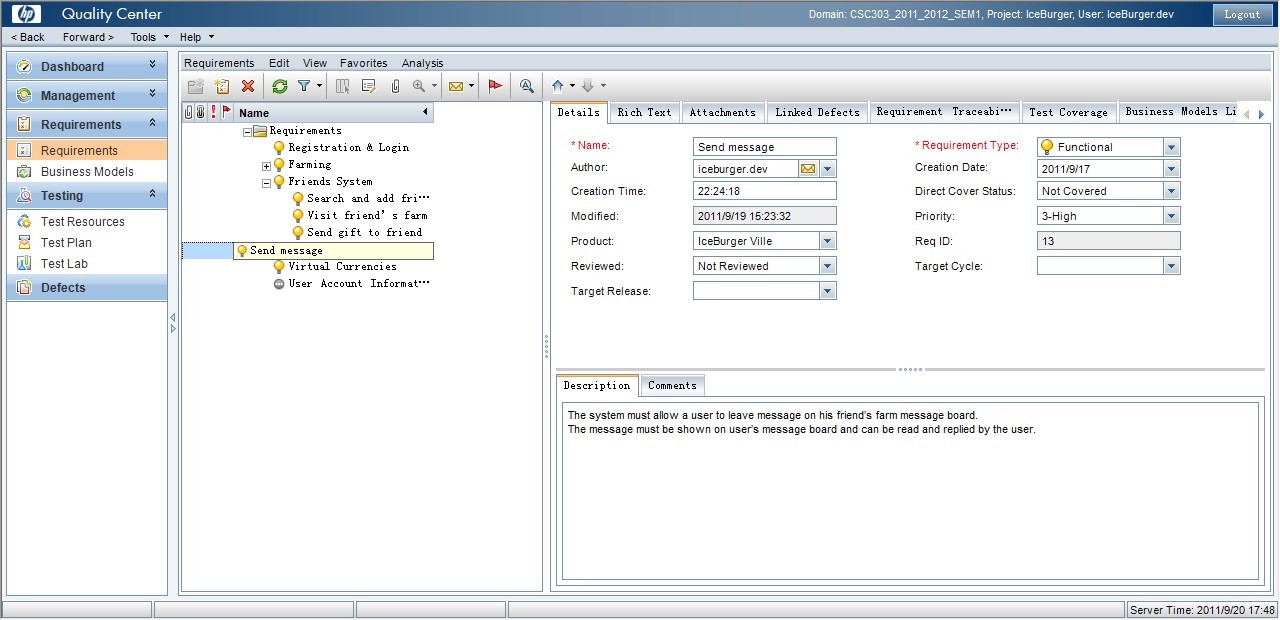 hp Quality Center Domain: CSC303_2011_2012_SEM1, Project: IceBurger, User: IceBurger.dev Logout
< Back Forward > Tools Help
Dashboard
Management
Requirements
Requirements
Business Models
Testing
Test Resources
Test Plan
Test Lab
Defects
Requirements Edit View Favorites Analysis
Name
Requirements
Registration & Login
Farming
Friends System
Search and add fri···
Visit friend's farm
Send gift to friend
Send message
Virtual Currencies
User Account Informat···
Details Rich Text Attachments Linked Defects Requirement Traceabi··· Test Coverage Business Models Li
* Name: Send message * Requirement Type: Functional
Author: iceburger.dev Creation Date: 2011/9/17
Creation Time: 22:24:18 Direct Cover Status: Not Covered
Modified: 2011/9/19 15:23:32 Priority: 3-High
Product: IceBurger Ville Req ID: 13
Reviewed: Not Reviewed Target Cycle:
Target Release:
Description Comments
The system must allow a user to leave message on his friend's farm message board.
The message must be shown on user's message board and can be read and replied by the user.
Server Time: 2011/9/20 17:48